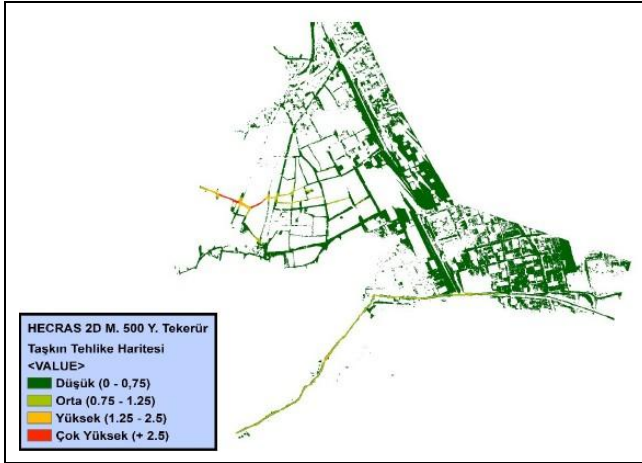 HECRAS 2D M. 500 Y. Tekerür
Taşkın Tehlike Haritesi
<VALUE>
Düşük (0 - 0,75)
Orta (0.75 - 1.25)
Yüksek (1.25 - 2.5)
Çok Yüksek (+ 2.5)